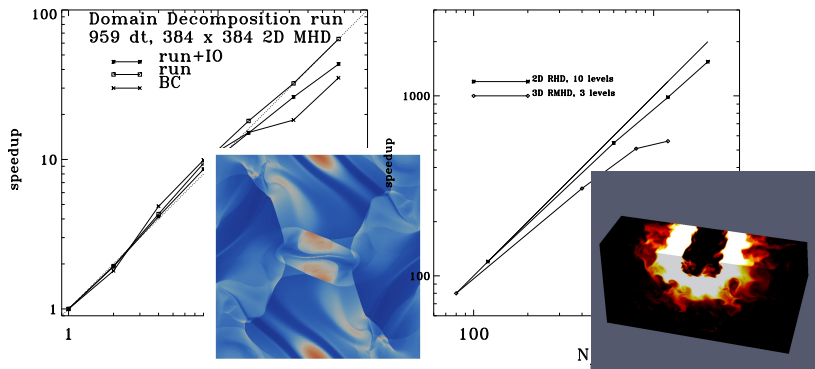 100
Domain Decomposition run
959 dt, 384 x 384 2D MHD
run+IO
run
BC
speedup
10
1
1
speedup
1000
2D RHD, 10 levels
3D RMHD, 3 levels
100
100
N